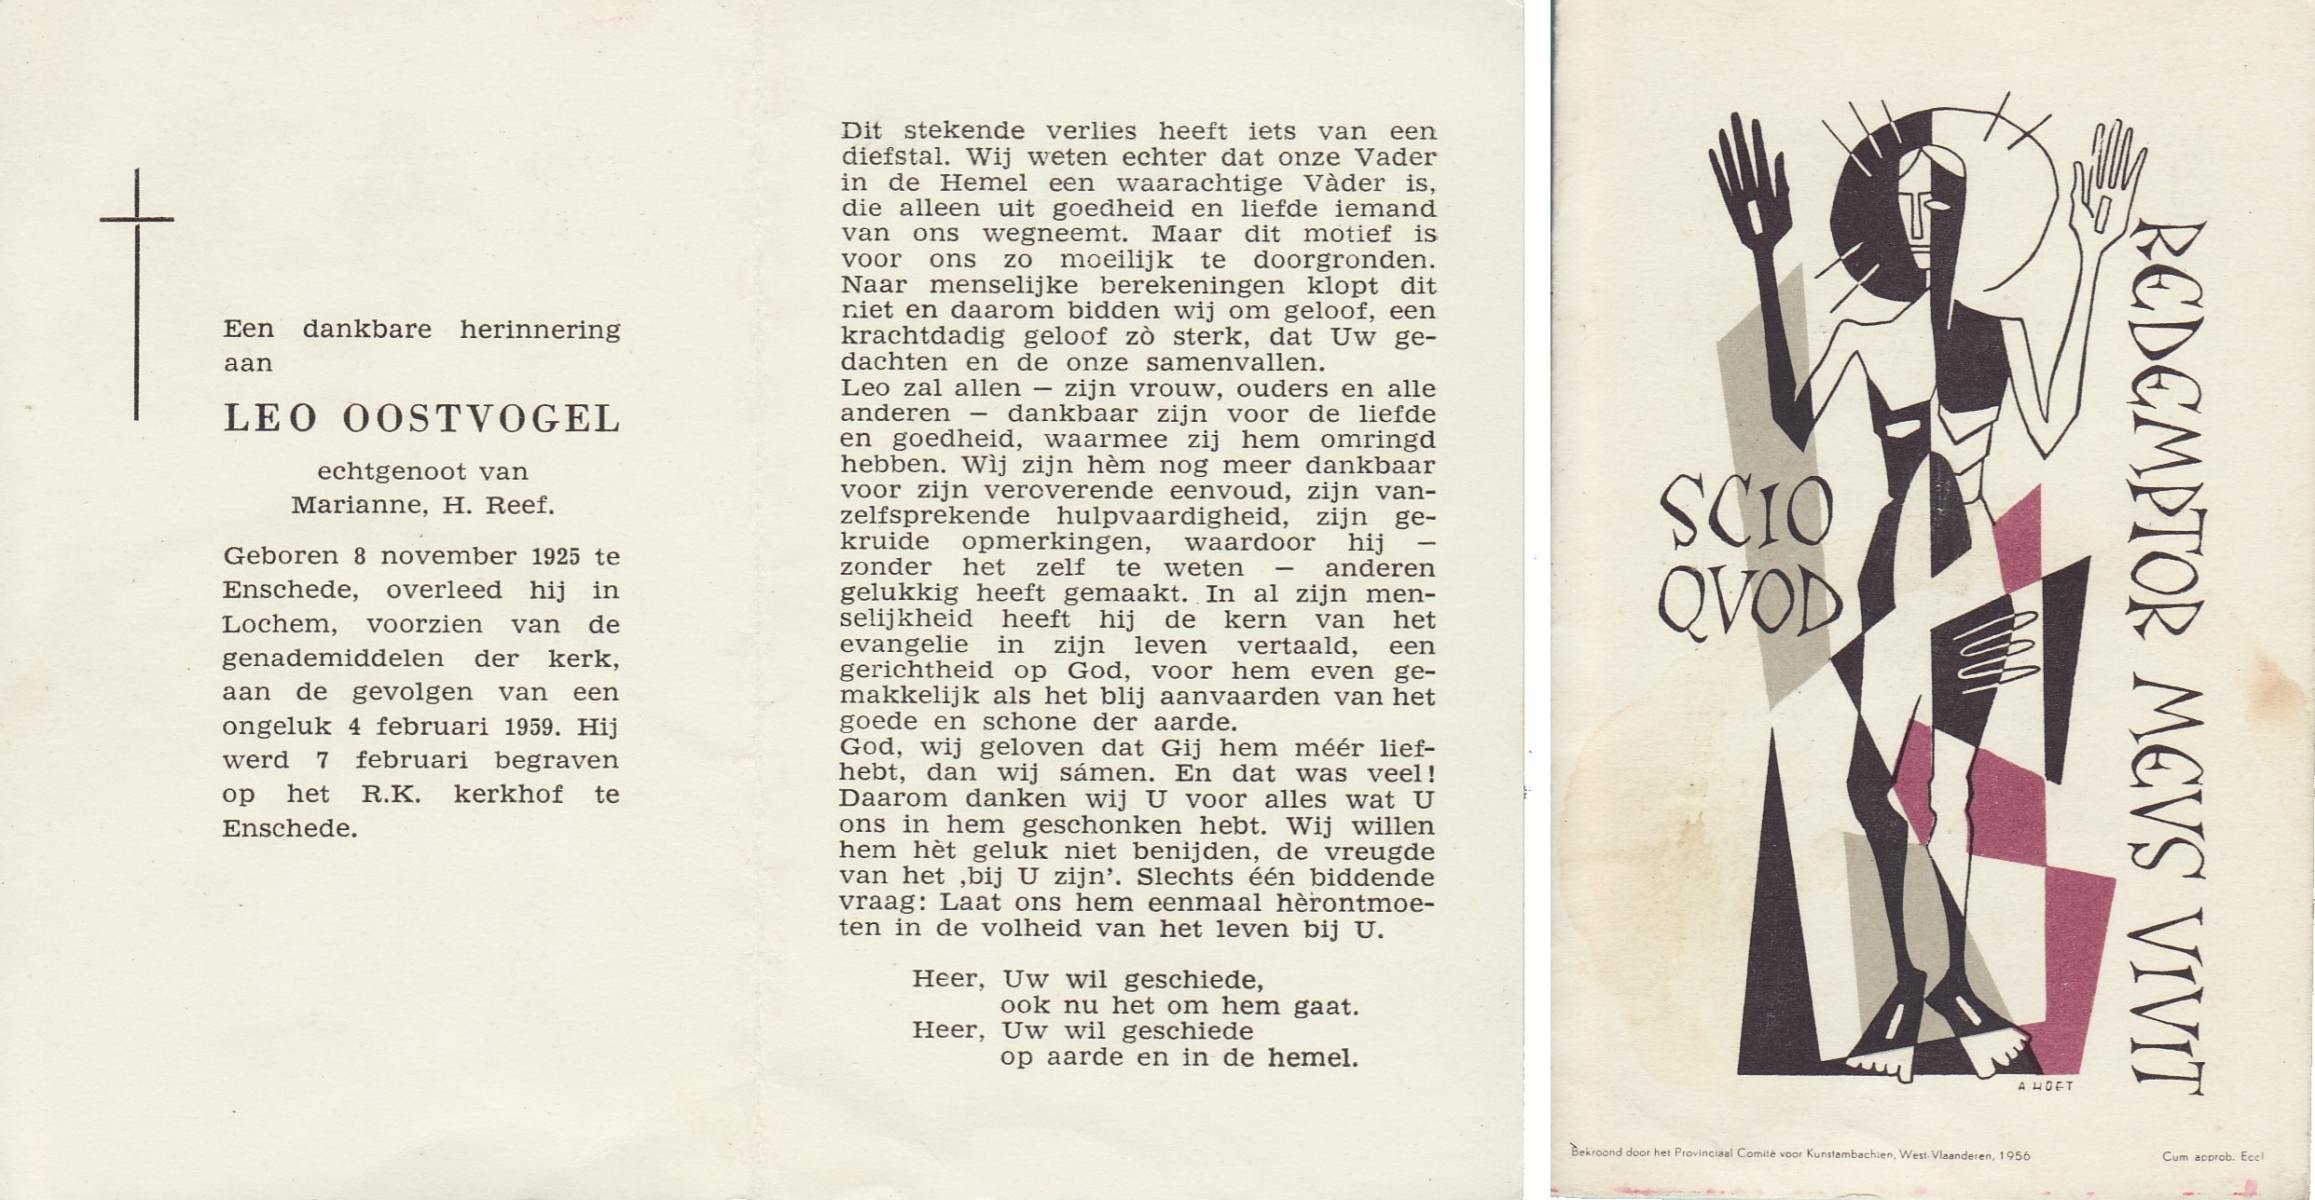 Een dankbare herinnering
aan
LEO OOSTVOGEL
echtgenoot van
Marianne, H. Reef.
Geboren 8 november 1925 te
Enschede, overleed hij in
Lochem, voorzien van de
genademiddelen der kerk,
aan de gevolgen van een
ongeluk 4 februari 1959. Hij
werd 7 februari begraven
op het R.K. kerkhof te
Enschede.
Dit stekende verlies heeft iets van een
diefstal. Wij weten echter dat onze Vader
in de Hemel een waarachtige Vàder is,
die alleen uit goedheid en liefde iemand
van ons wegneemt. Maar dit motief is
voor ons zo moeilijk te doorgronden.
Naar menselijke berekeningen klopt dit
niet en daarom bidden wij om geloof, een
krachtdadig geloof zò sterk, dat Uw ge-
dachten en de onze samenvallen.
Leo zal allen — zijn vrouw, ouders en alle
anderen — dankbaar zijn voor de liefde
en goedheid, waarmee zij hem omringd
hebben. Wìj zijn hèm nog meer dankbaar
voor zijn veroverende eenvoud, zijn van-
zelfsprekende hulpvaardigheid, zijn ge-
kruide opmerkingen, waardoor hij —
zonder het zelf te weten — anderen
gelukkig heeft gemaakt. In al zijn men-
selijkheid heeft hij de kern van het
evangelie in zijn leven vertaald, een
gerichtheid op God, voor hem even ge-
makkelijk als het blij aanvaarden van het
goede en schone der aarde.
God, wij geloven dat Gij hem méér lief-
hebt, dan wij sámen. En dat was veel!
Daarom danken wij U voor alles wat U
ons in hem geschonken hebt. Wij willen
hem hèt geluk niet benijden, de vreugde
van het ‚bij U zijn’. Slechts één biddende
vraag: Laat ons hem eenmaal hèrontmoe-
ten in de volheid van het leven bij U.
Heer, Uw wil geschiede,
ook nu het om hem gaat.
Heer, Uw wil geschiede
op aarde en in de hemel.
SCIO
QVOD
REDEMPTOR MEVS VIVIT
A HOET
Bekroond door het Provinciaal Comité voor Kunstambachten, West-Vlaanderen, 1956
Cum approb. Eccl